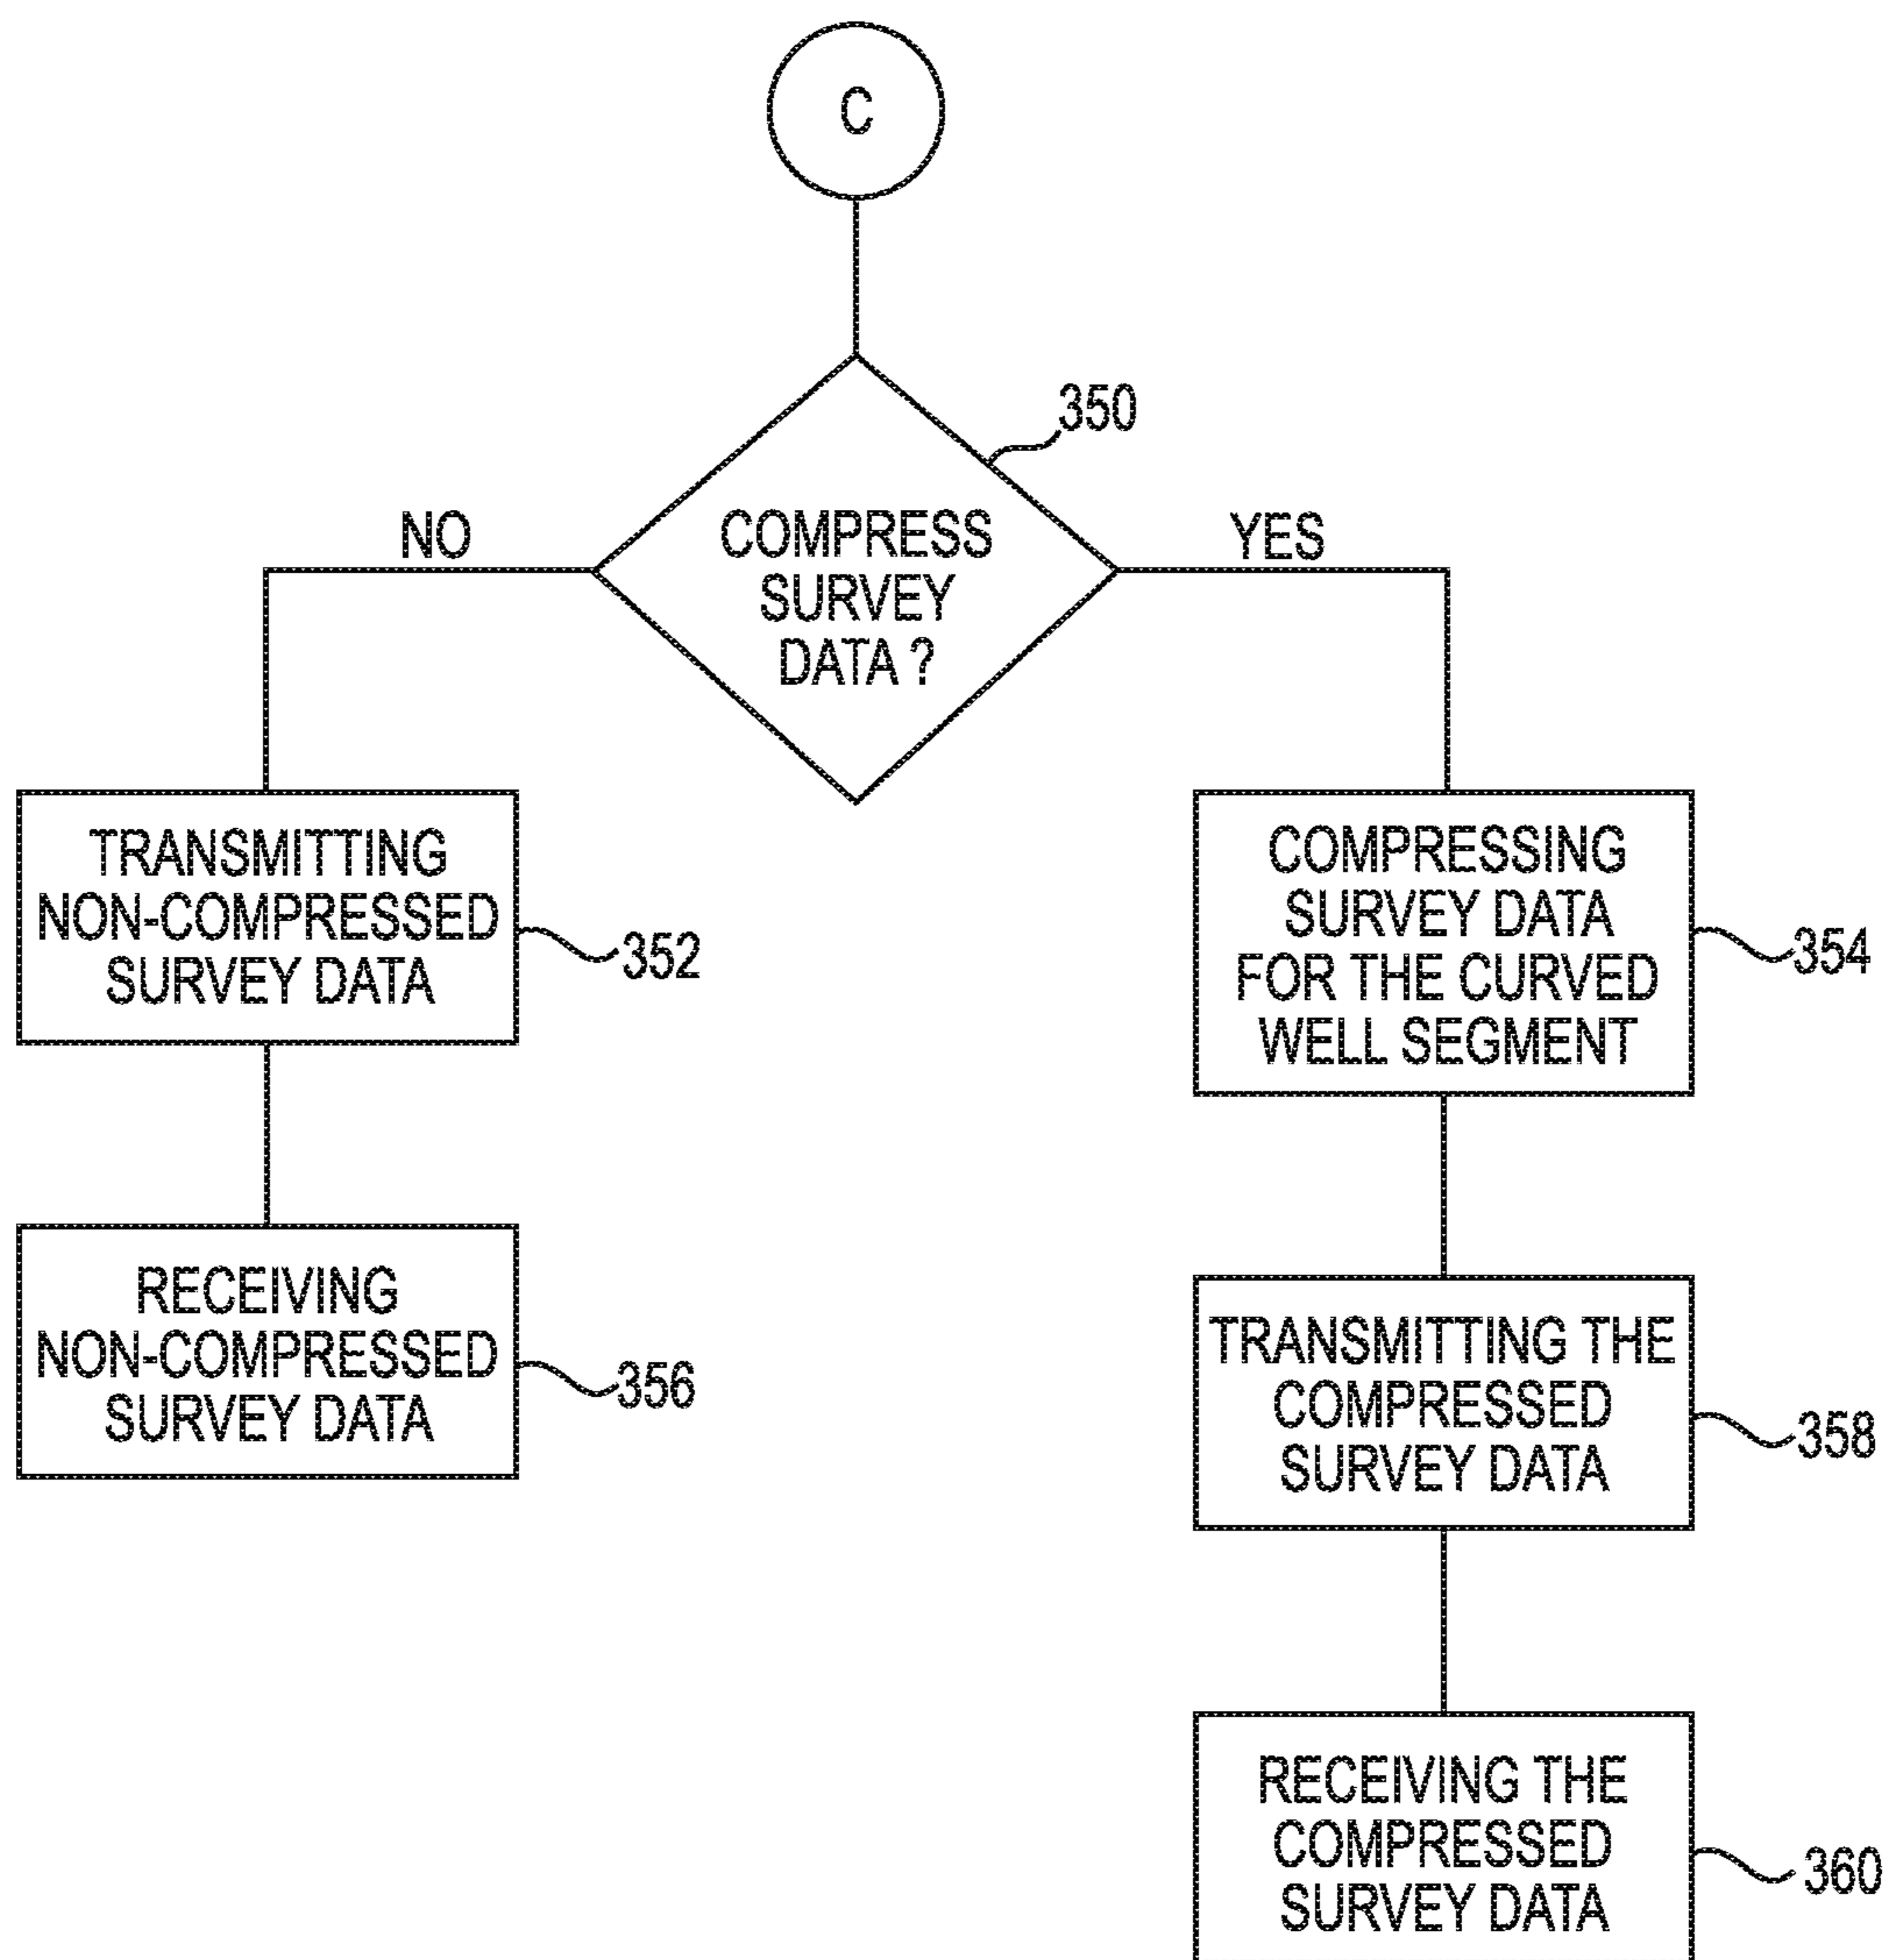 C
350
COMPRESS
SURVEY
DATA ?
NO
YES
TRANSMITTING
NON-COMPRESSED
SURVEY DATA
352
COMPRESSING
SURVEY DATA
FOR THE CURVED
WELL SEGMENT
354
RECEIVING
NON-COMPRESSED
SURVEY DATA
356
TRANSMITTING THE
COMPRESSED
SURVEY DATA
358
RECEIVING THE
COMPRESSED
SURVEY DATA
360